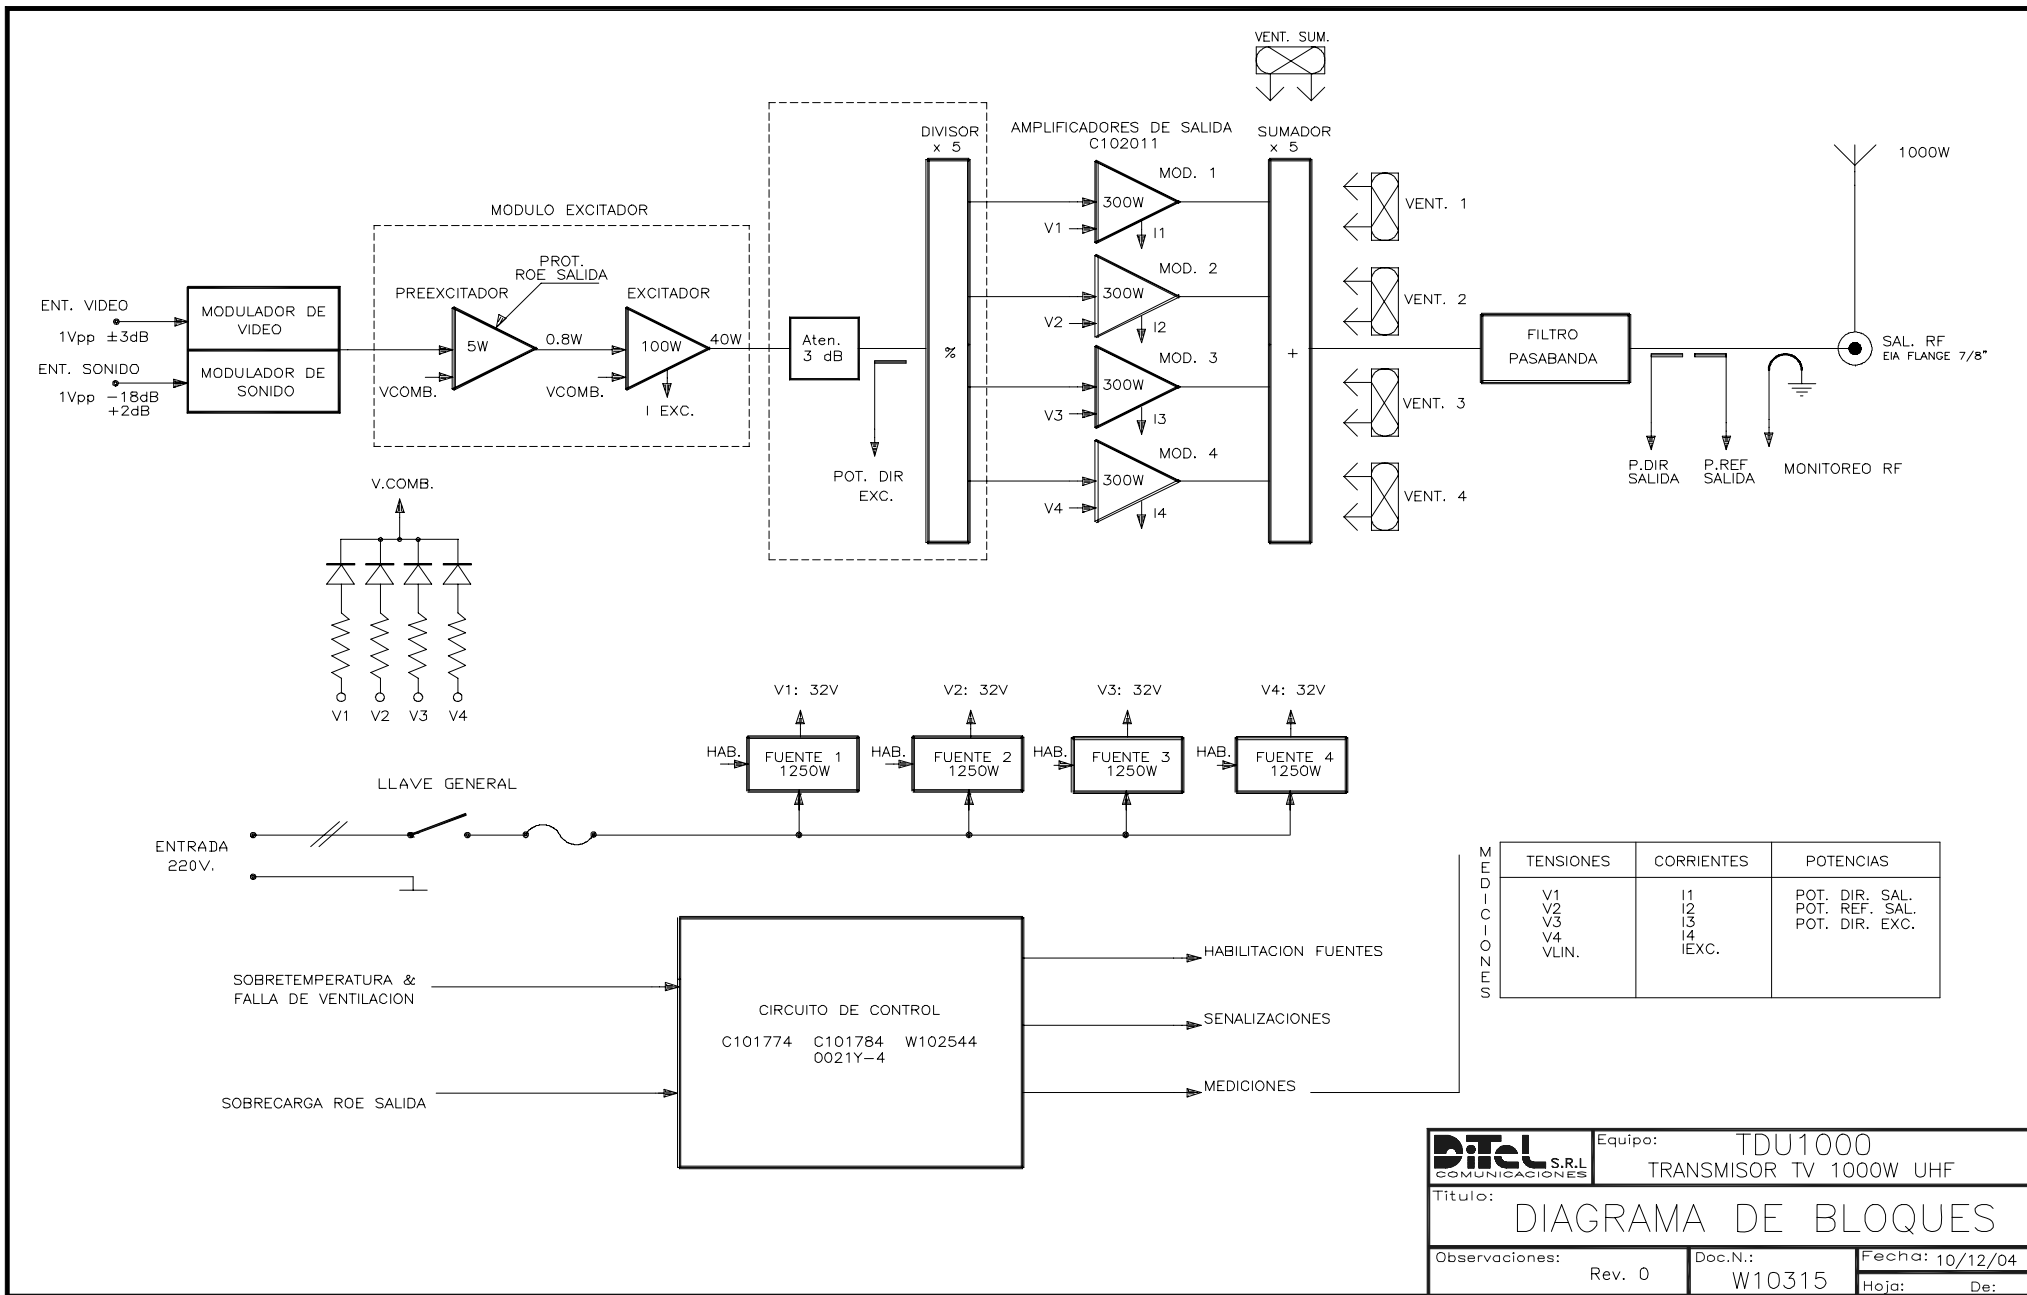 VENT. SUM.
DIVISOR
x 5
AMPLIFICADORES DE SALIDA
C102011
SUMADOR
x 5
1000W
MODULO EXCITADOR
MOD. 1
300W
V1
I1
VENT. 1
PROT.
ROE SALIDA
PREEXCITADOR
EXCITADOR
MOD. 2
300W
V2
I2
VENT. 2
ENT. VIDEO
1Vpp ±3dB
MODULADOR DE
VIDEO
ENT. SONIDO
1Vpp -18dB
+2dB
MODULADOR DE
SONIDO
5W
0.8W
100W
40W
VCOMB.
VCOMB.
I EXC.
Aten.
3 dB
%
+
MOD. 3
300W
V3
I3
VENT. 3
FILTRO
PASABANDA
SAL. RF
EIA FLANGE 7/8"
POT. DIR
EXC.
MOD. 4
300W
V4
I4
VENT. 4
P.DIR
SALIDA
P.REF
SALIDA
MONITOREO RF
V.COMB.
V1
V2
V3
V4
V1: 32V
V2: 32V
V3: 32V
V4: 32V
HAB.
FUENTE 1
1250W
HAB.
FUENTE 2
1250W
HAB.
FUENTE 3
1250W
HAB.
FUENTE 4
1250W
LLAVE GENERAL
ENTRADA
220V.
MEDICIONES
TENSIONES
CORRIENTES
POTENCIAS
V1
V2
V3
V4
VLIN.
I1
I2
I3
I4
IEXC.
POT. DIR. SAL.
POT. REF. SAL.
POT. DIR. EXC.
SOBRETEMPERATURA &
FALLA DE VENTILACION
SOBRECARGA ROE SALIDA
CIRCUITO DE CONTROL
C101774 C101784 W102544
0021Y-4
HABILITACION FUENTES
SENALIZACIONES
MEDICIONES
DiTel S.R.L
COMUNICACIONES
Equipo:
TDU1000
TRANSMISOR TV 1000W UHF
Titulo:
DIAGRAMA DE BLOQUES
Observaciones:
Rev. 0
Doc.N.:
W10315
Fecha: 10/12/04
Hoja: De: